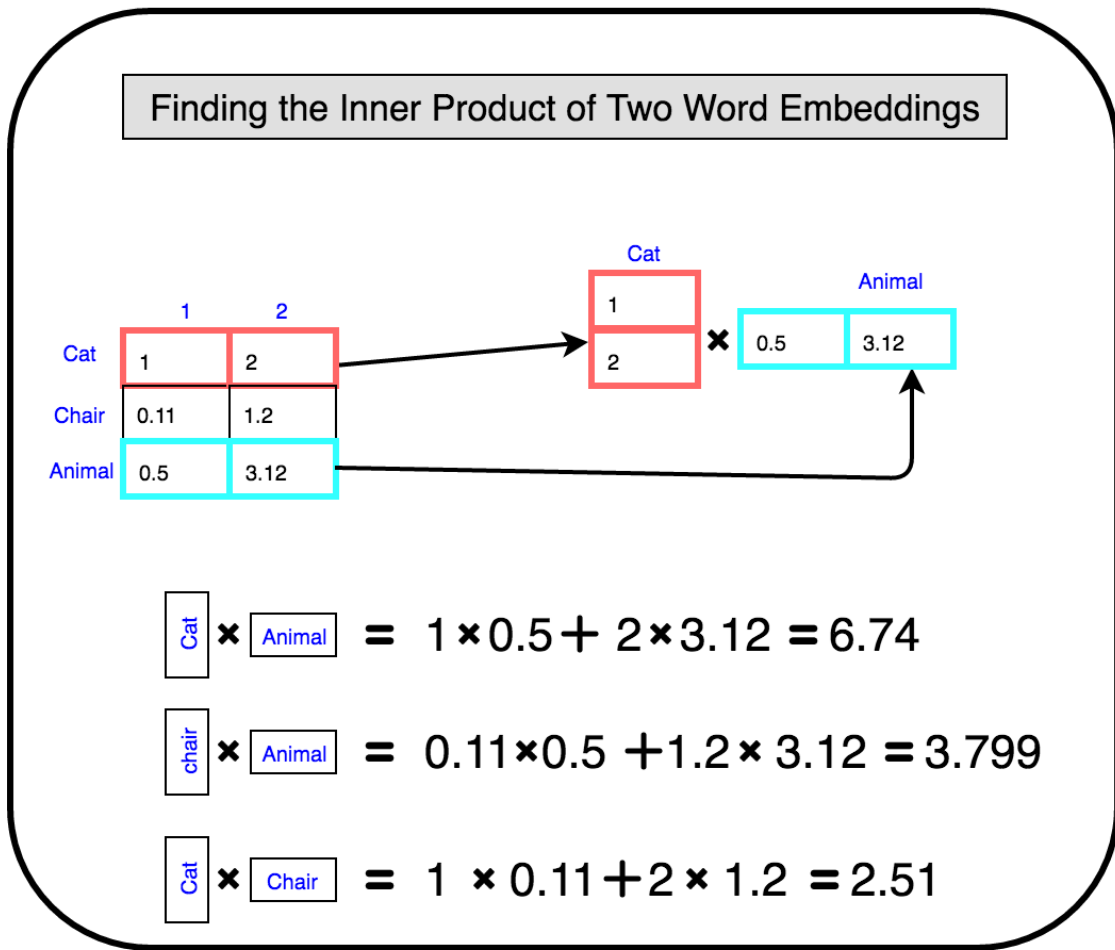 Finding the Inner Product of Two Word Embeddings
1 2
Cat 1 2
Chair 0.11 1.2
Animal 0.5 3.12
Cat
1
2
×
Animal
0.5 3.12
Cat × Animal = 1 × 0.5 + 2 × 3.12 = 6.74
chair × Animal = 0.11 × 0.5 + 1.2 × 3.12 = 3.799
Cat × Chair = 1 × 0.11 + 2 × 1.2 = 2.51